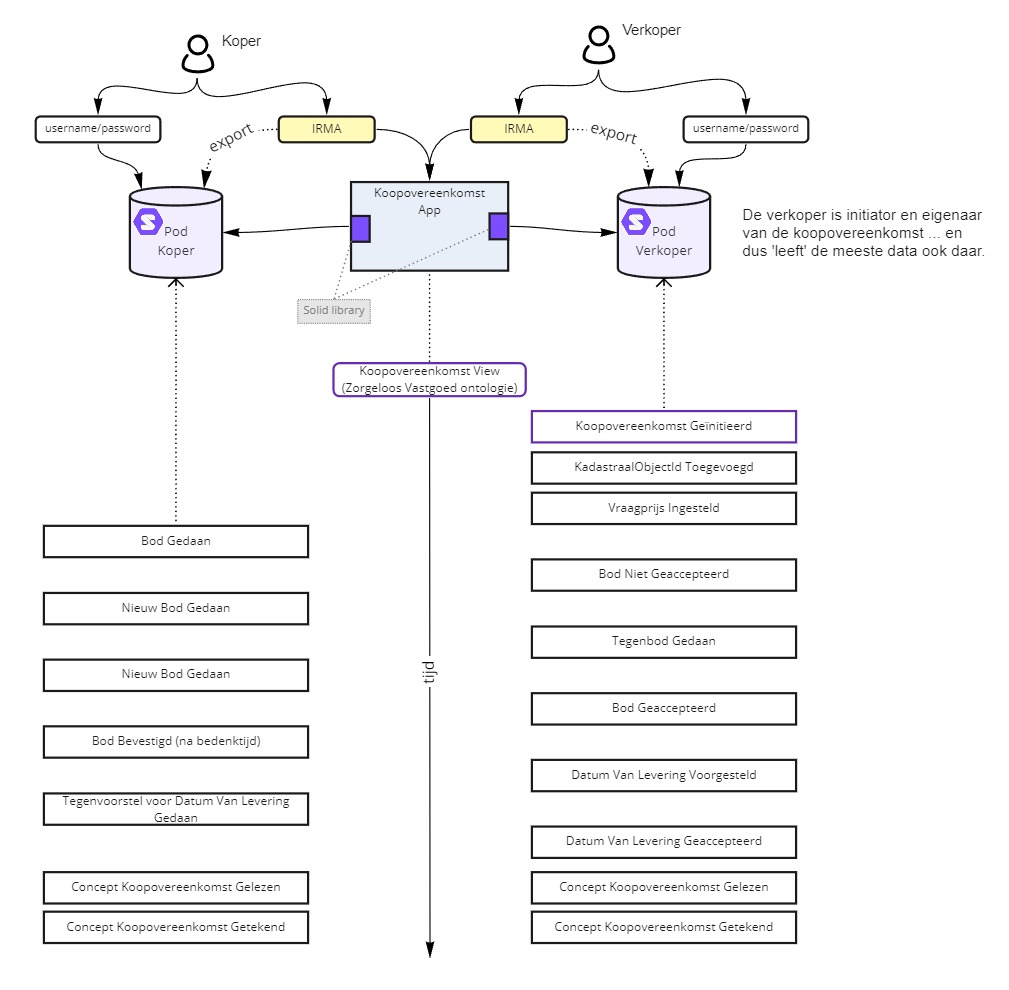 Koper
Verkoper
username/password
export
IRMA
IRMA
export
username/password
Koopovereenkomst
App
Pod
Koper
Pod
Verkoper
De verkoper is initiator en eigenaar
van de koopovereenkomst ... en
dus 'leeft' de meeste data ook daar.
Solid library
Koopovereenkomst View
(Zorgeloos Vastgoed ontologie)
Koopovereenkomst Geïnitieerd
KadastraalObjectId Toegevoegd
Vraagprijs Ingesteld
Bod Gedaan
Bod Niet Geaccepteerd
Nieuw Bod Gedaan
Tegenbod Gedaan
Nieuw Bod Gedaan
tijd
Bod Geaccepteerd
Bod Bevestigd (na bedenktijd)
Datum Van Levering Voorgesteld
Tegenvoorstel voor Datum Van Levering
Gedaan
Datum Van Levering Geaccepteerd
Concept Koopovereenkomst Gelezen
Concept Koopovereenkomst Gelezen
Concept Koopovereenkomst Getekend
Concept Koopovereenkomst Getekend